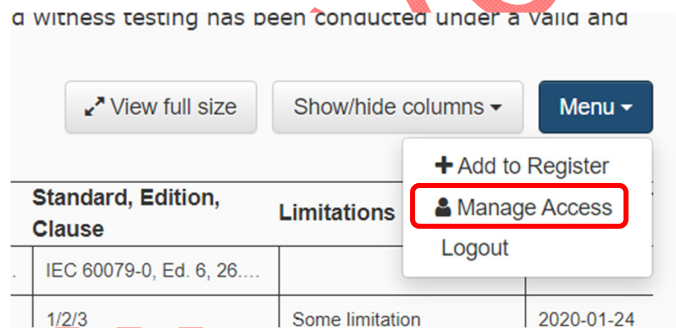 d witness testing has been conducted under a valid and
View full size
Show/hide columns
Menu
Add to Register
Manage Access
Logout
Standard, Edition,
Clause
Limitations
. IEC 60079-0, Ed. 6, 26....
1/2/3
Some limitation
2020-01-24